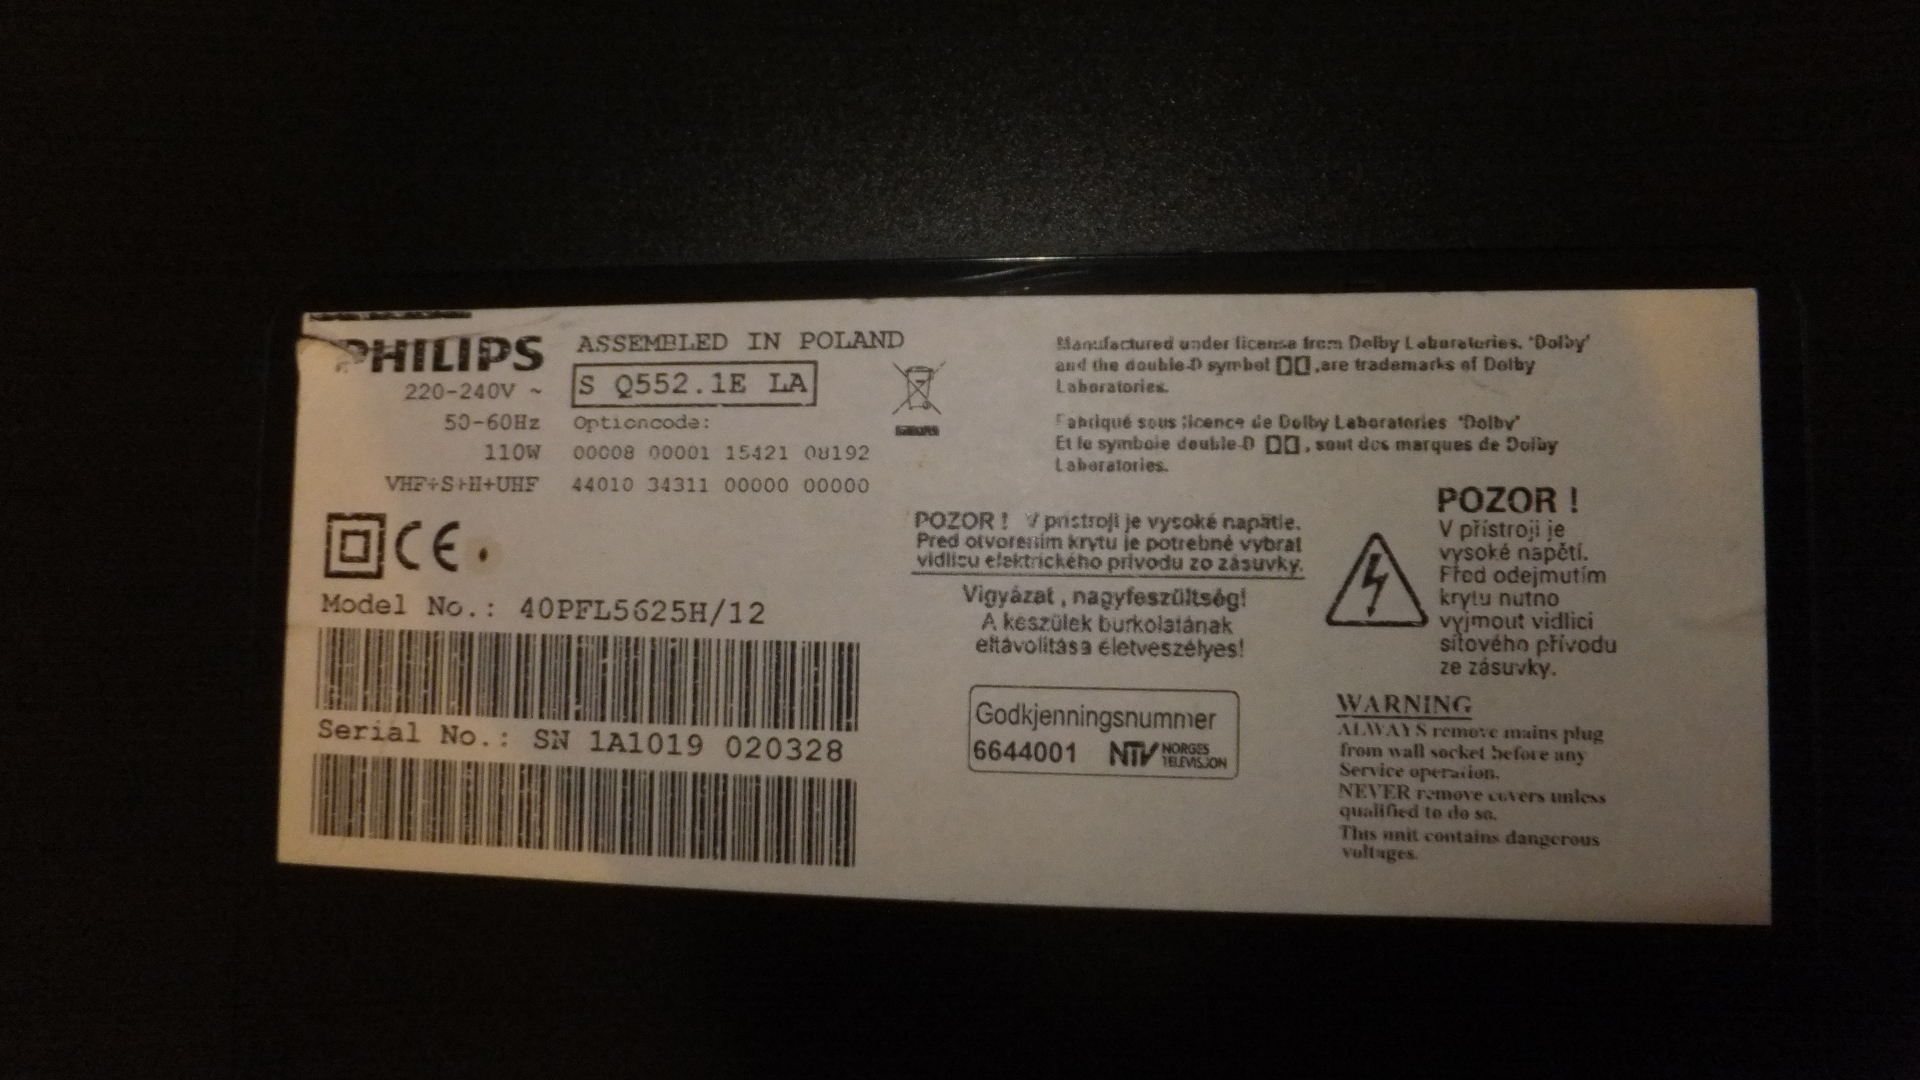 PHILIPS
220-240V ~
50-60Hz
110W
VHF+S+H+UHF
ASSEMBLED IN POLAND
S Q552.1E LA
Optioncode:
00008 00001 15421 08192
44010 34311 00000 00000
CE
Model No.: 40PFL5625H/12
Serial No.: SN 1A1019 020328
Manufactured under license from Dolby Laboratories. "Dolby"
and the double-D symbol ,are trademarks of Dolby
Laboratories.
Fabriqué sous licence de Dolby Laboratories "Dolby"
Et le symbole double-D , sont des marques de Dolby
Laboratories.
POZOR ! V prístroji je vysoké napätie.
Pred otvorením krytu je potrebné vybrať
vidlicu elektrického prívodu zo zásuvky.
Vigyázat , nagyfeszültség!
A készülek burkolatának
eltávolítása életveszélyes!
Godkjenningsnummer
6644001 NTV NORGES
TELEVISJON
POZOR !
V přístroji je
vysoké napětí.
Před odejmutím
krytu nutno
vyjmout vidlici
síťového přívodu
ze zásuvky.
WARNING
ALWAYS remove mains plug
from wall socket before any
Service operation.
NEVER remove covers unless
qualified to do so.
This unit contains dangerous
voltages.